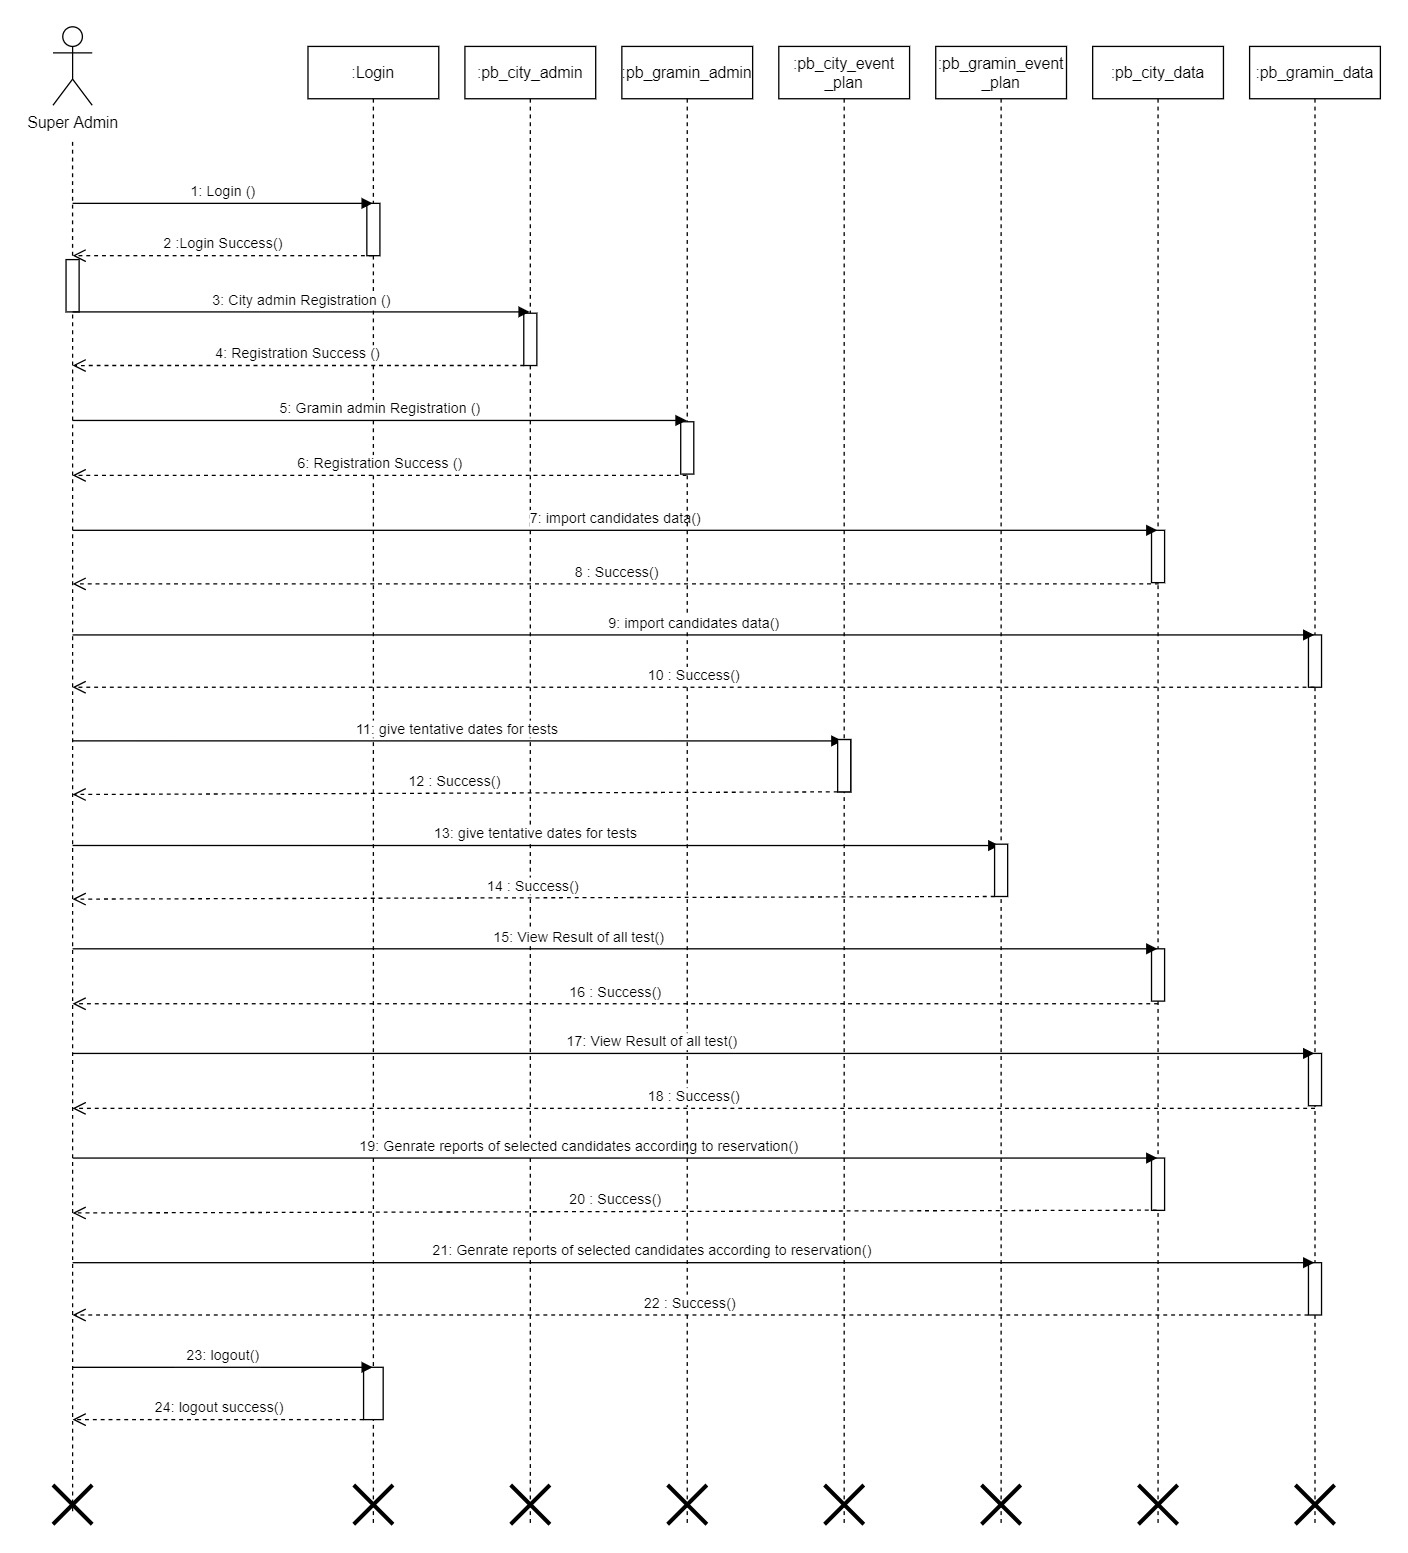 Super Admin
:Login
:pb_city_admin
:pb_gramin_admin
:pb_city_event
_plan
:pb_gramin_event
_plan
:pb_city_data
:pb_gramin_data
1: Login ()
2 :Login Success()
3: City admin Registration ()
4: Registration Success ()
5: Gramin admin Registration ()
6: Registration Success ()
7: import candidates data()
8 : Success()
9: import candidates data()
10 : Success()
11: give tentative dates for tests
12 : Success()
13: give tentative dates for tests
14 : Success()
15: View Result of all test()
16 : Success()
17: View Result of all test()
18 : Success()
19: Genrate reports of selected candidates according to reservation()
20 : Success()
21: Genrate reports of selected candidates according to reservation()
22 : Success()
23: logout()
24: logout success()